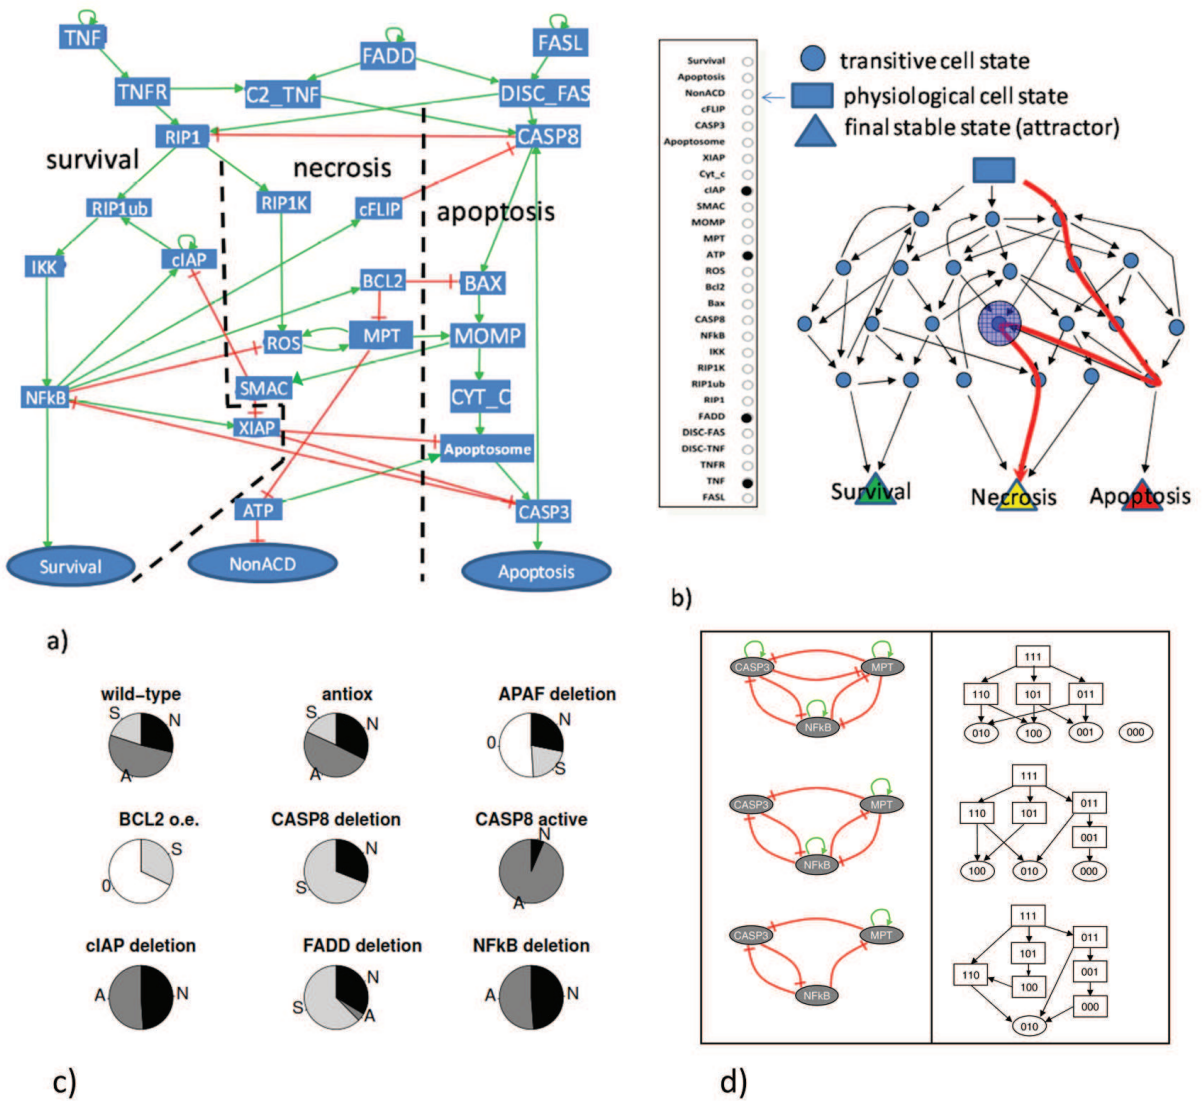 TNF
FADD
FASL
TNFR
C2_TNF
DISC_FAS
RIP1
CASP8
survival
necrosis
apoptosis
RIP1ub
RIP1K
cFLIP
IKK
cIAP
BCL2
BAX
ROS
MPT
MOMP
SMAC
CYT_C
NFkB
XIAP
Apoptosome
ATP
CASP3
Survival
NonACD
Apoptosis
a)
Survival
Apoptosis
NonACD
cFLIP
CASP3
Apoptosome
XIAP
Cyt_c
cIAP
SMAC
MOMP
MPT
ATP
ROS
Bcl2
Bax
CASP8
NFkB
IKK
RIP1K
RIP1ub
RIP1
FADD
DISC-FAS
DISC-TNF
TNFR
TNF
FASL
transitive cell state
physiological cell state
final stable state (attractor)
Survival
Necrosis
Apoptosis
b)
wild-type
S
N
A
antiox
S
N
A
APAF deletion
N
0
S
BCL2 o.e.
S
0
CASP8 deletion
N
S
CASP8 active
N
A
cIAP deletion
A
N
FADD deletion
N
S
A
NFkB deletion
A
N
c)
CASP3
MPT
NFkB
111
110
101
011
010
100
001
000
CASP3
MPT
NFkB
111
110
101
011
001
100
010
000
CASP3
MPT
NFkB
111
101
011
110
100
001
000
010
d)